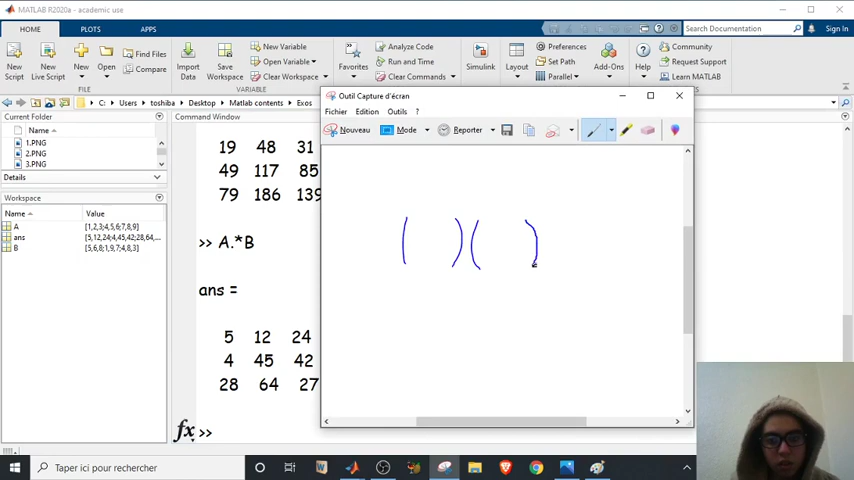 MATLAB R2020a - academic use
HOME PLOTS APPS Search Documentation Sign In
New Script New Live Script New Open Find Files Compare Import Data Save Workspace New Variable Open Variable Clear Workspace Favorites Analyze Code Run and Time Clear Commands Simulink Layout Preferences Set Path Parallel Add-Ons Help Community Request Support Learn MATLAB
FILE
C: Users toshiba Desktop Matlab contents Exos
Current Folder
Name
1.PNG
2.PNG
3.PNG
Details
Workspace
Name Value
A [1,2,3;4,5,6;7,8,9]
ans [5,12,24;4,45,42;28,64,...
B [5,6,8;1,9,7;4,8,3]
Command Window
19 48 31
49 117 85
79 186 139
>> A.*B
ans =
5 12 24
4 45 42
28 64 27
fx >>
Outil Capture d'écran
Fichier Edition Outils ?
Nouveau Mode Reporter
( )( )
Taper ici pour rechercher